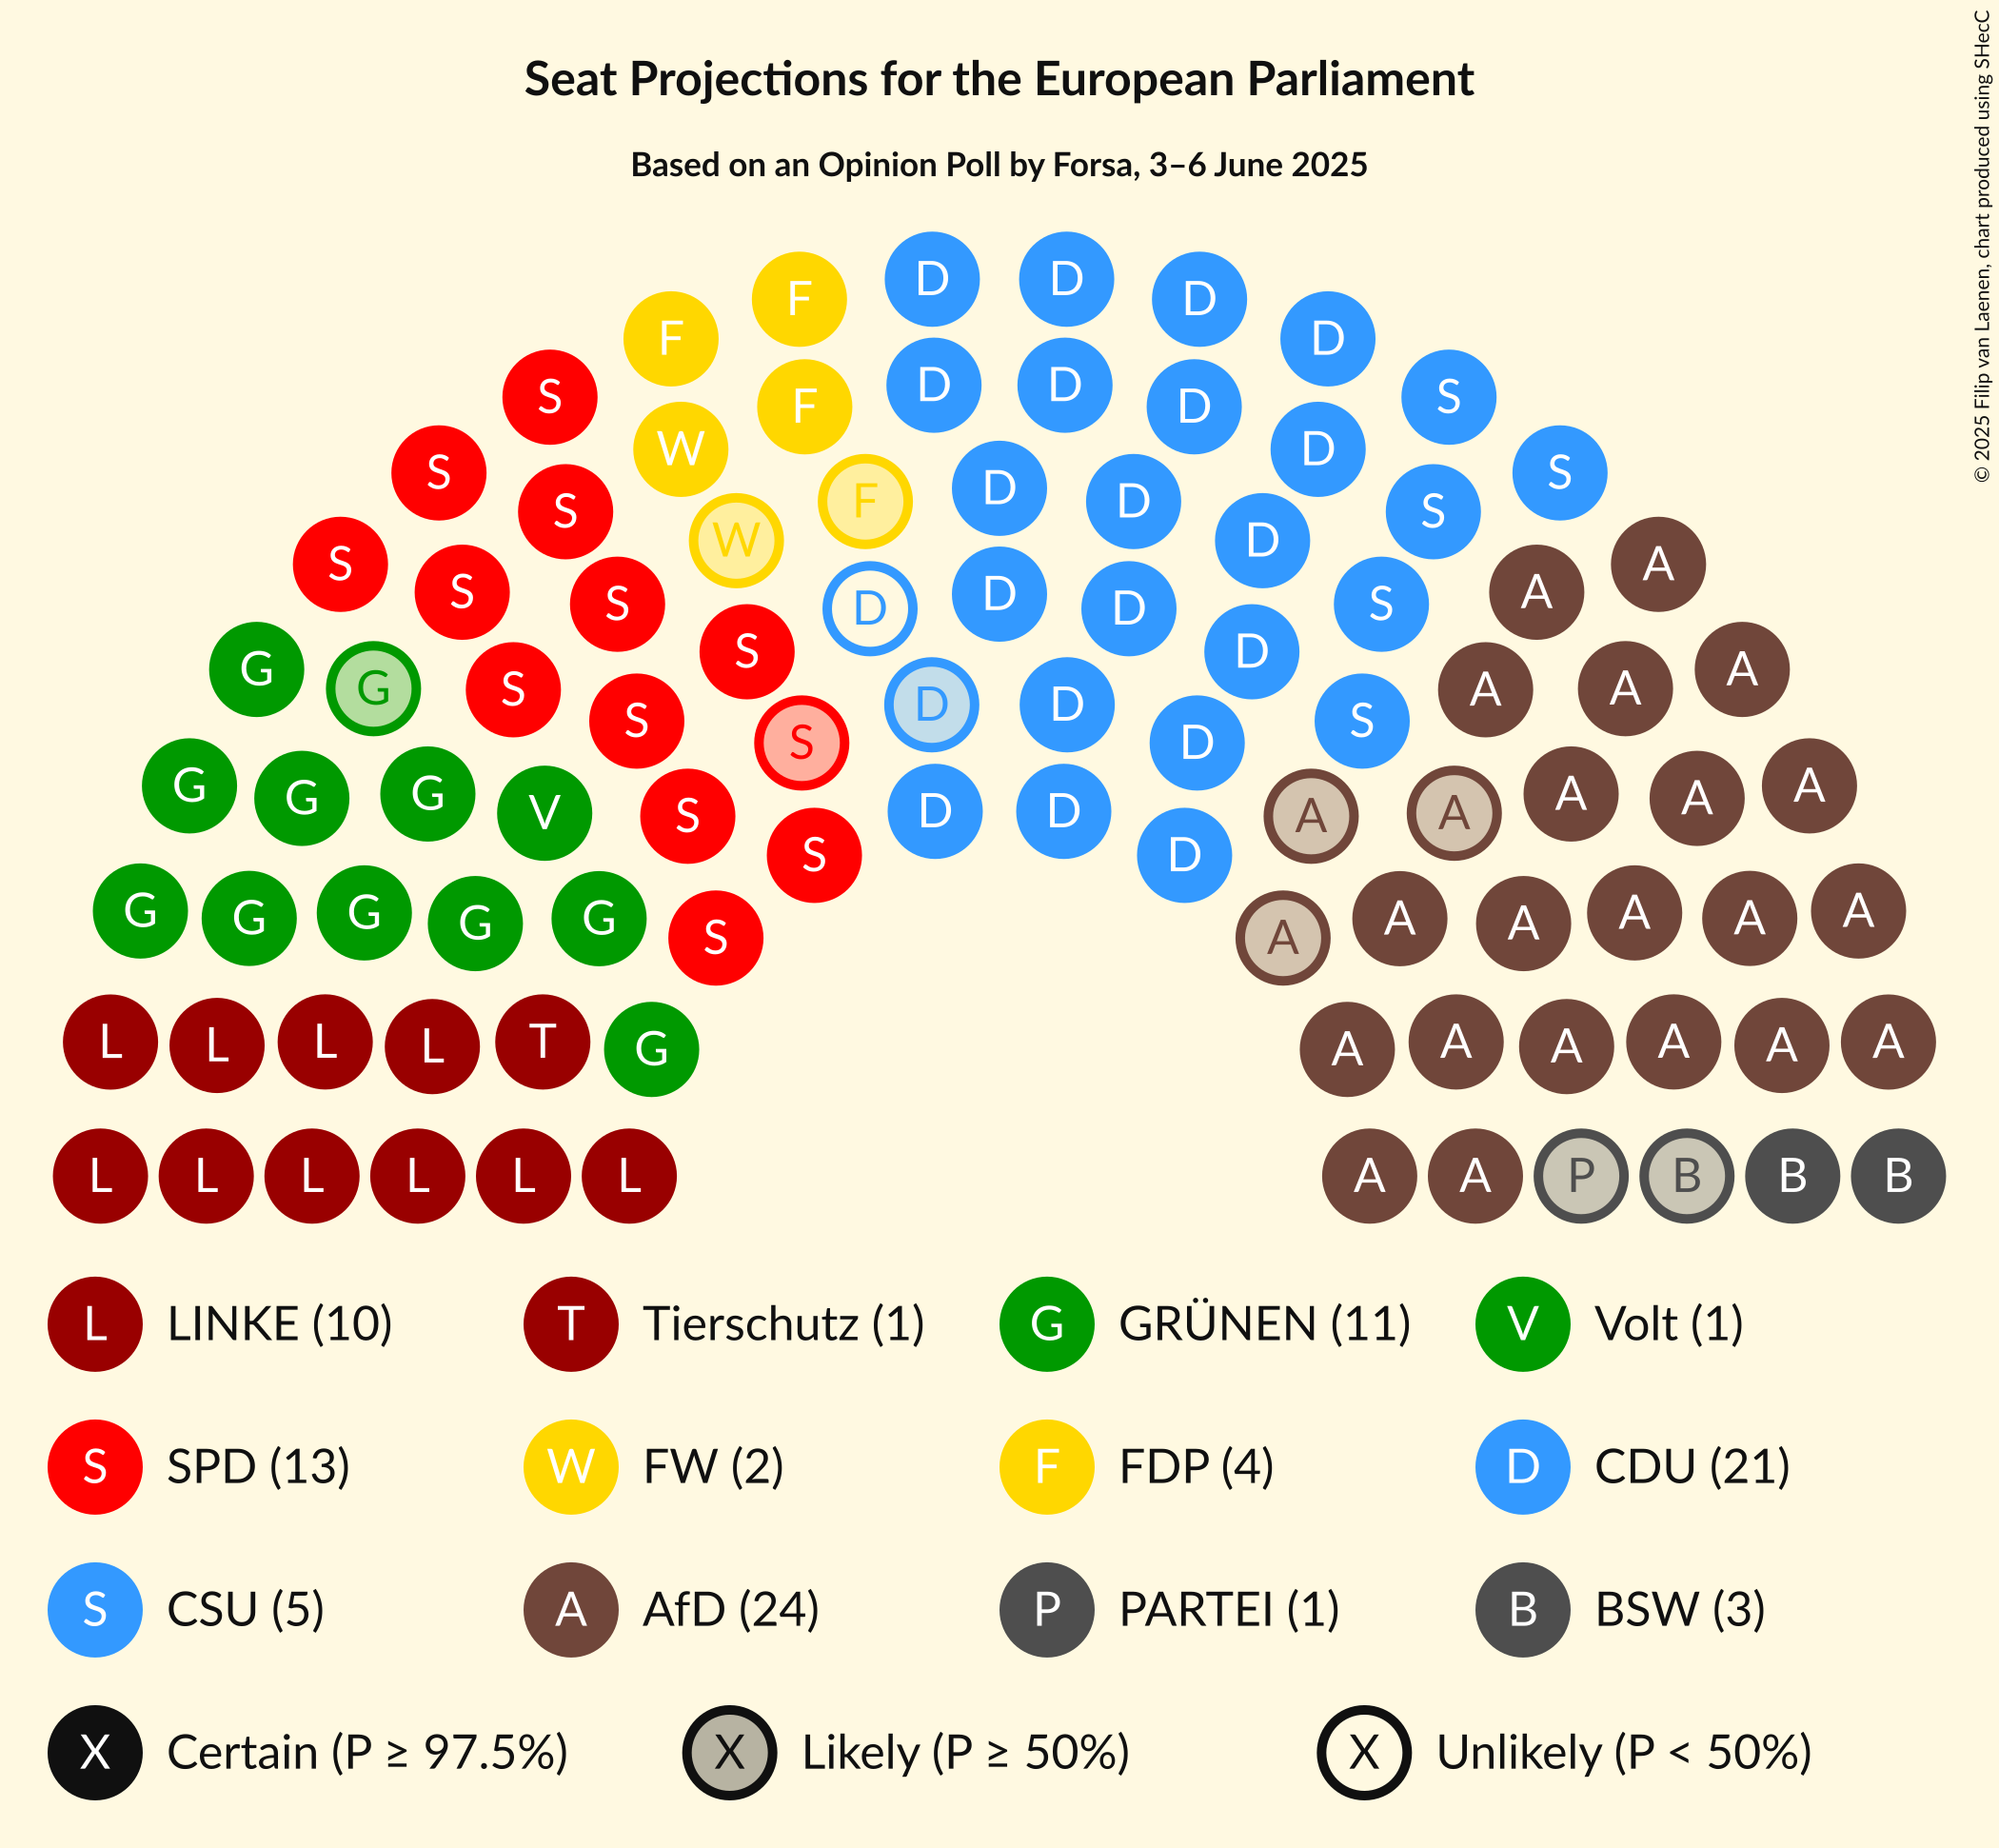 Seat Projections for the European Parliament
Based on an Opinion Poll by Forsa, 3–6 June 2025
© 2025 Filip van Laenen, chart produced using SHecC
D D
F D
F D
D D
F D
S S
W D
S S
F
D
D
S S
W D
A A
S A
S D D S
D
S D
G A
G S A A
D D
S S
S D
G A
G G V A A A
S A
D D
S D
G A
G G G G A A A A
S A
L L L L T G A A A A A A
L L L L L L A A P B B B
L LINKE (10) T Tierschutz (1) G GRÜNEN (11) V Volt (1)
S SPD (13) W FW (2) F FDP (4) D CDU (21)
S CSU (5) A AfD (24) P PARTEI (1) B BSW (3)
X Certain (P ≥ 97.5%) X Likely (P ≥ 50%) X Unlikely (P < 50%)